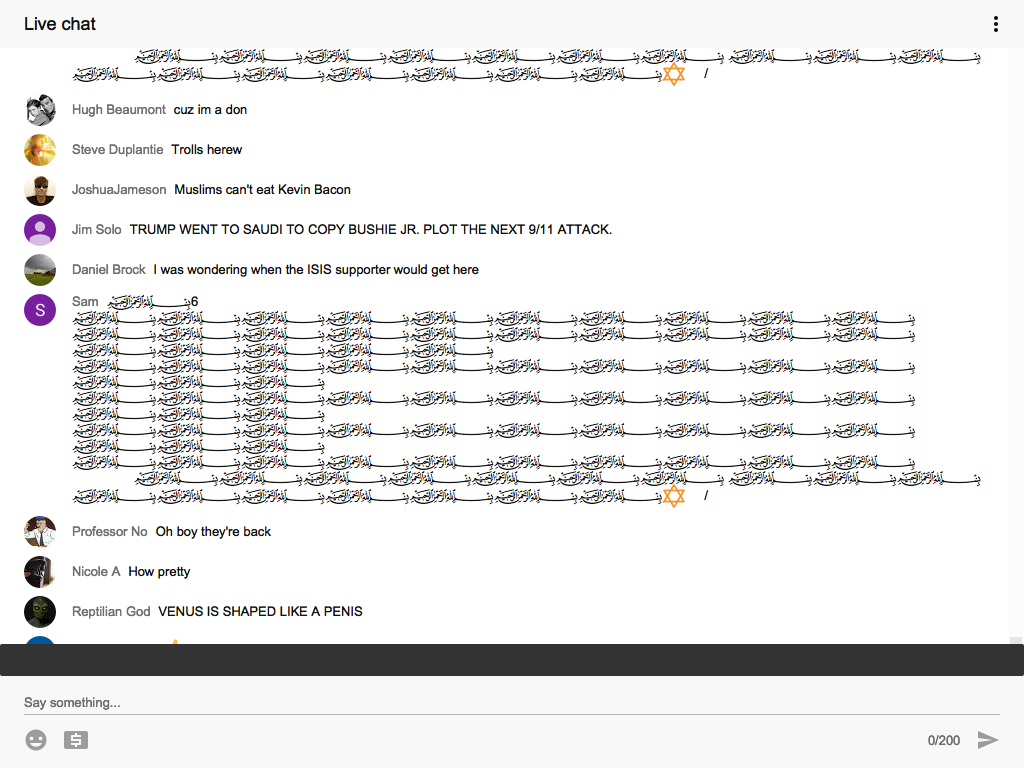 Live chat
﷽﷽﷽﷽﷽﷽﷽﷽﷽﷽
﷽﷽﷽﷽﷽﷽﷽🔯 /
Hugh Beaumont cuz im a don
Steve Duplantie Trolls herew
JoshuaJameson Muslims can't eat Kevin Bacon
Jim Solo TRUMP WENT TO SAUDI TO COPY BUSHIE JR. PLOT THE NEXT 9/11 ATTACK.
Daniel Brock I was wondering when the ISIS supporter would get here
S
Sam ﷽6
﷽﷽﷽﷽﷽﷽﷽﷽﷽﷽
﷽﷽﷽﷽﷽﷽﷽﷽﷽﷽
﷽﷽﷽﷽﷽
﷽﷽﷽﷽﷽﷽﷽﷽﷽﷽
﷽﷽﷽
﷽﷽﷽﷽﷽﷽﷽﷽﷽﷽
﷽﷽﷽
﷽﷽﷽﷽﷽﷽﷽﷽﷽﷽
﷽﷽﷽
﷽﷽﷽﷽﷽﷽﷽﷽﷽﷽
﷽﷽﷽﷽﷽﷽﷽﷽﷽﷽
﷽﷽﷽﷽﷽﷽﷽🔯 /
Professor No Oh boy they're back
Nicole A How pretty
Reptilian God VENUS IS SHAPED LIKE A PENIS
Say something...
0/200